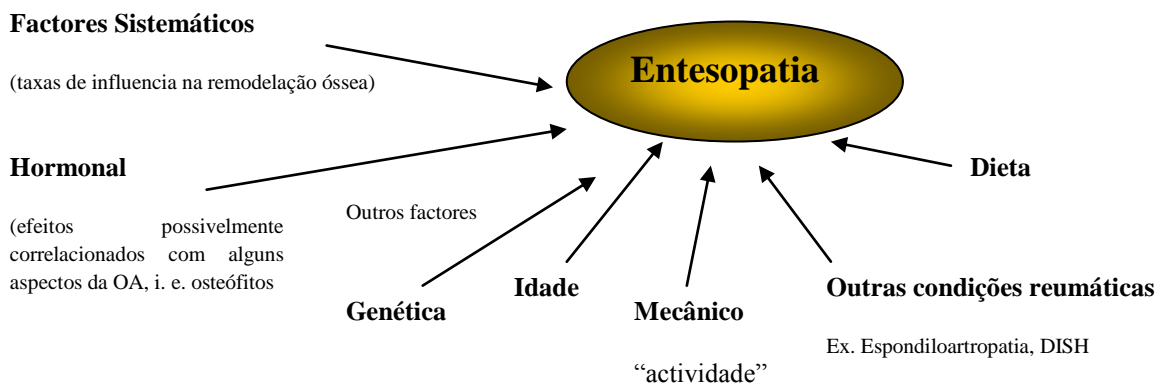 Factores Sistemáticos
(taxas de influencia na remodelação óssea)
Entesopatia
Hormonal
(efeitos possivelmente
correlacionados com alguns
aspectos da OA, i. e. osteófitos
Outros factores
Genética
Idade
Mecânico
“actividade”
Dieta
Outras condições reumáticas
Ex. Espondiloartropatia, DISH